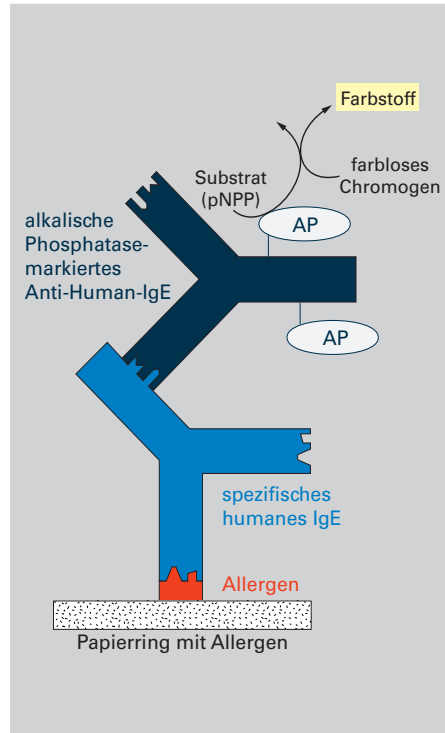 Farbstoff
Substrat
(pNPP)
farbloses
Chromogen
alkalische
Phosphatase-
markiertes
Anti-Human-IgE
AP
AP
spezifisches
humanes IgE
Allergen
Papierring mit Allergen